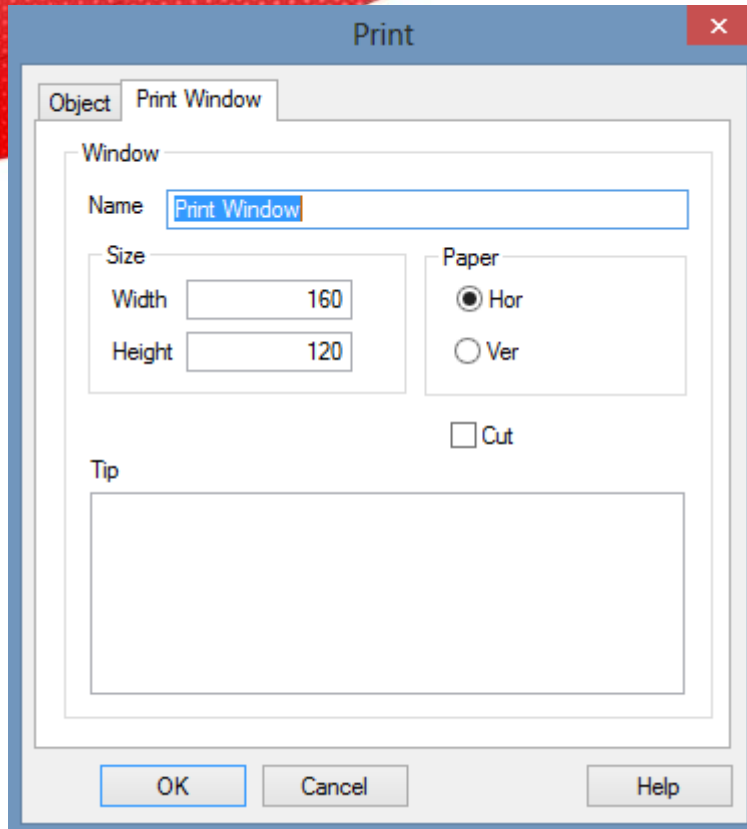 Print
Object Print Window
Window
Name Print Window
Size Paper
Width 160 Hor
Height 120 Ver
Cut
Tip
OK Cancel Help